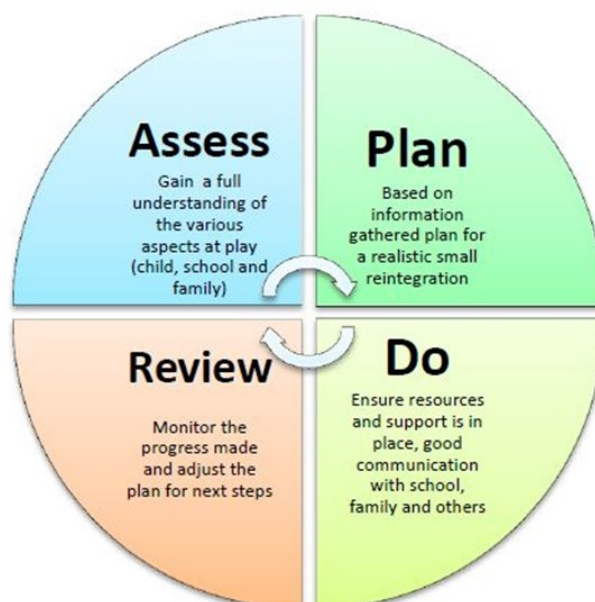 Assess
Gain a full
understanding of
the various
aspects at play
(child, school and
family)
Plan
Based on
information
gathered plan for
a realistic small
reintegration
Review
Monitor the
progress made
and adjust the
plan for next steps
Do
Ensure resources
and support is in
place, good
communication
with school,
family and others